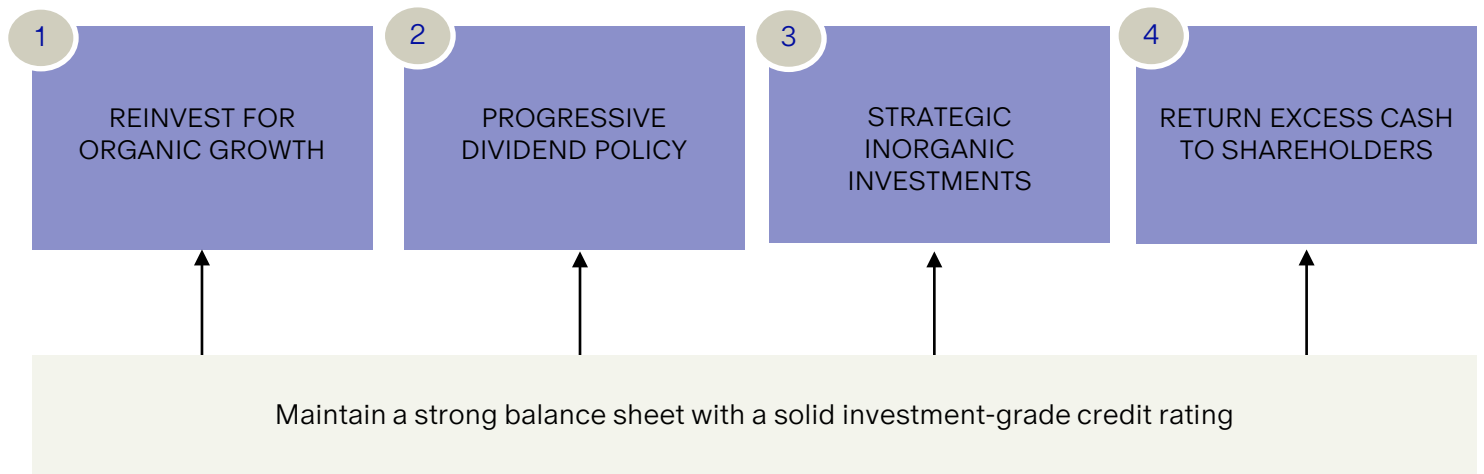 1
REINVEST FOR
ORGANIC GROWTH
2
PROGRESSIVE
DIVIDEND POLICY
3
STRATEGIC
INORGANIC
INVESTMENTS
4
RETURN EXCESS CASH
TO SHAREHOLDERS
Maintain a strong balance sheet with a solid investment-grade credit rating